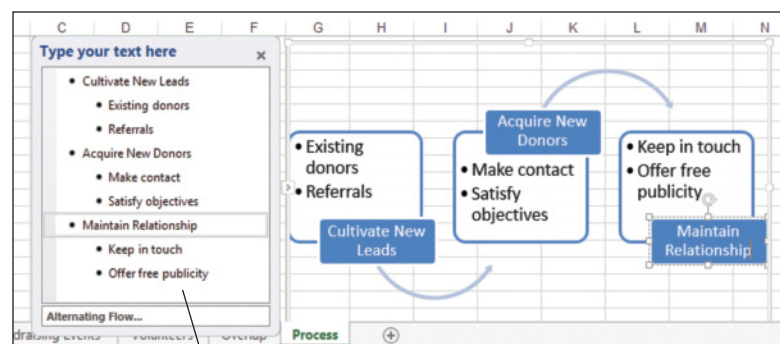 C D E F G H I J K L M N
Type your text here
• Cultivate New Leads
• Existing donors
• Referrals
• Acquire New Donors
• Make contact
• Satisfy objectives
• Maintain Relationship
• Keep in touch
• Offer free publicity
Alternating Flow...
• Existing
donors
• Referrals
Cultivate New
Leads
Acquire New
Donors
• Make contact
• Satisfy
objectives
• Keep in touch
• Offer free
publicity
Maintain
Relationship
draising Events Volunteers Overlap Process